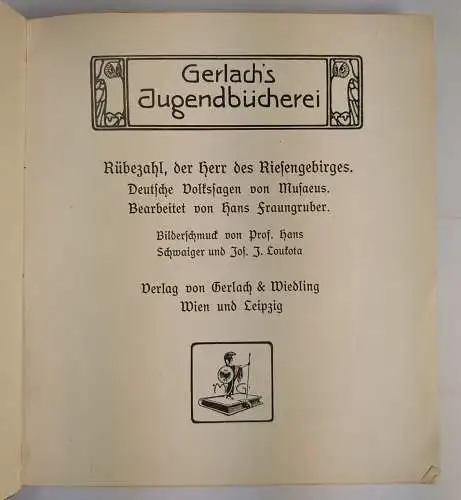 Gerlach's
Jugendbücherei
Rübezahl, der Herr des Riesengebirges.
Deutsche Volkssagen von Musaeus.
Bearbeitet von Hans Fraungruber.
Bilderschmuck von Prof. Hans
Schwaiger und Jos. J. Loukota
Verlag von Gerlach & Wiedling
Wien und Leipzig
M G